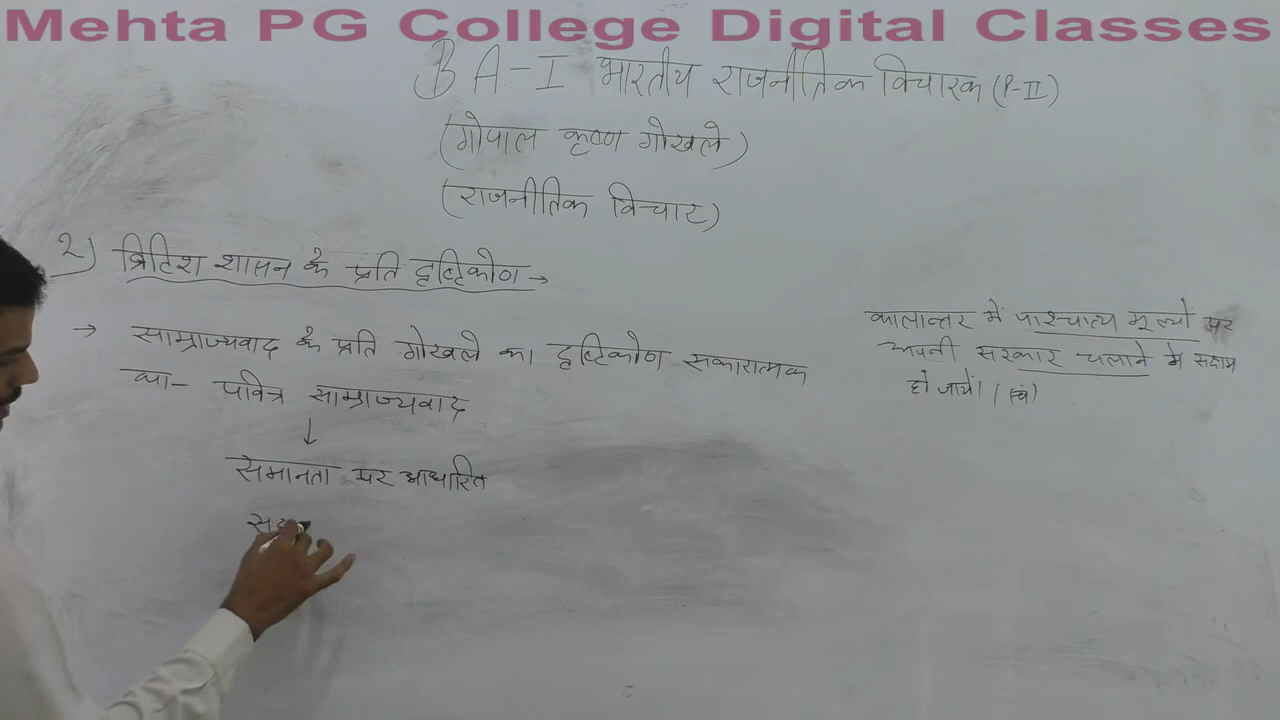 Mehta PG College Digital Classes
BA-I भारतीय राजनीतिक विचारक (P-II)
(गोपाल कृष्ण गोखले)
(राजनीतिक विचार)
2) ब्रिटिश शासन के प्रति दृष्टिकोण →
→ साम्राज्यवाद के प्रति गोखले का दृष्टिकोण सकारात्मक
था - पवित्र साम्राज्यवाद
↓
समानता पर आधारित
कालान्तर में पाश्चात्य मूल्यों पर
अपनी सरकार चलाने में सक्षम
हो जायें। (स्वं)